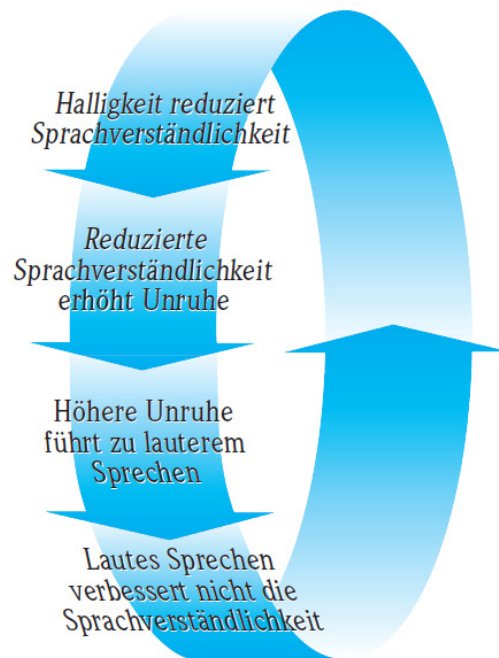 Halligkeit reduziert
Sprachverständlichkeit
Reduzierte
Sprachverständlichkeit
erhöht Unruhe
Höhere Unruhe
führt zu lauterem
Sprechen
Lautes Sprechen
verbessert nicht die
Sprachverständlichkeit